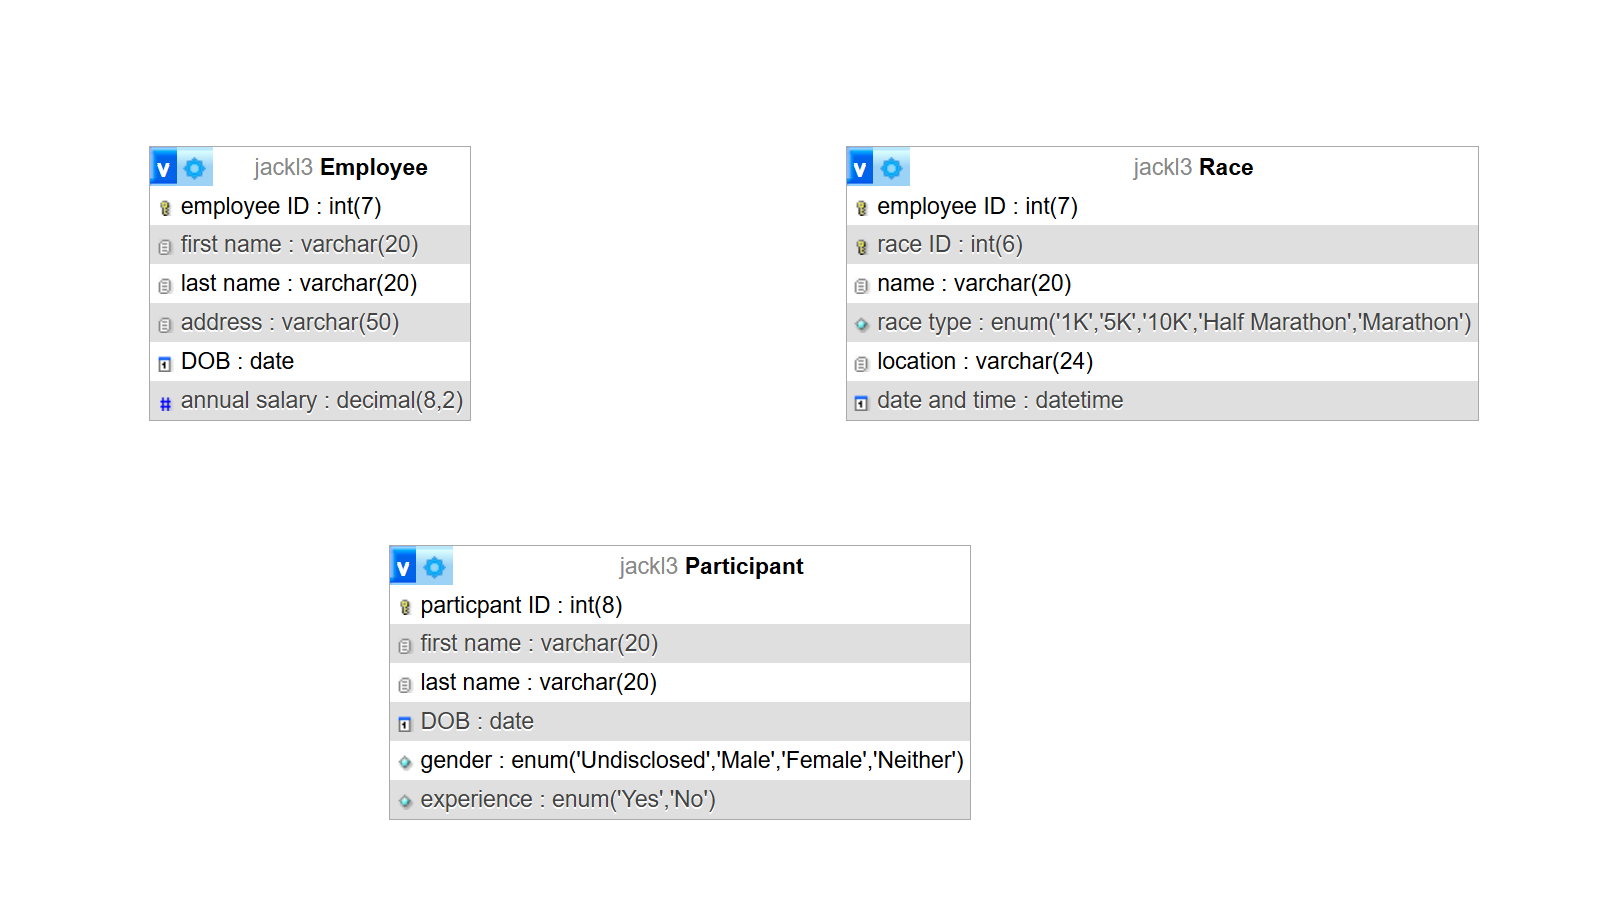 v jackl3 Employee
employee ID : int(7)
first name : varchar(20)
last name : varchar(20)
address : varchar(50)
DOB : date
# annual salary : decimal(8,2)
v jackl3 Race
employee ID : int(7)
race ID : int(6)
name : varchar(20)
race type : enum('1K','5K','10K','Half Marathon','Marathon')
location : varchar(24)
date and time : datetime
v jackl3 Participant
particpant ID : int(8)
first name : varchar(20)
last name : varchar(20)
DOB : date
gender : enum('Undisclosed','Male','Female','Neither')
experience : enum('Yes','No')